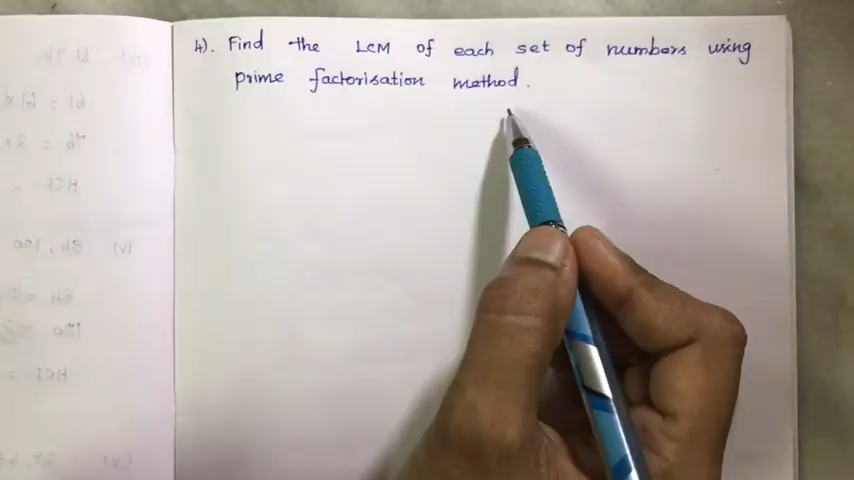 4). Find the LCM of each set of numbers using
prime factorisation method.